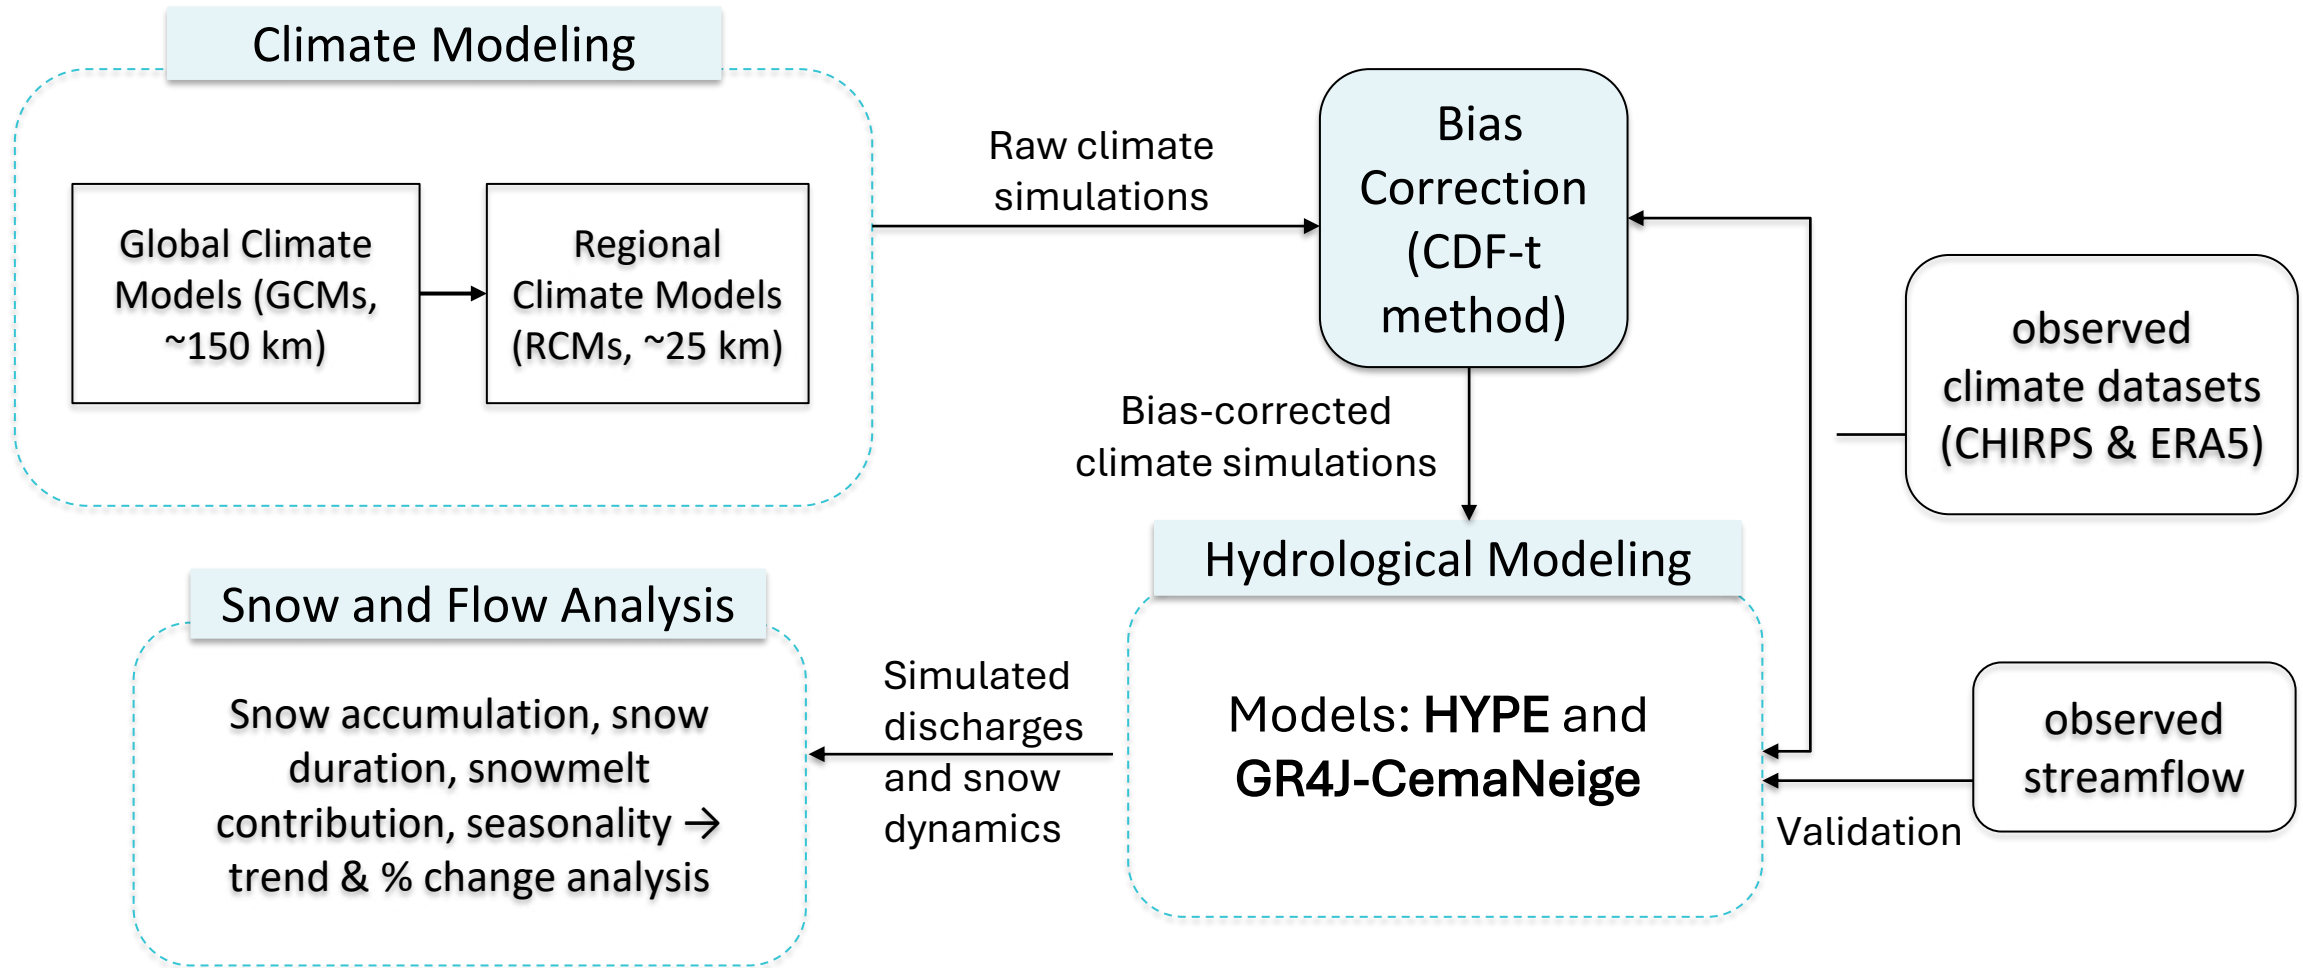 Climate Modeling
Global Climate
Models (GCMs,
~150 km)
Regional
Climate Models
(RCMs, ~25 km)
Raw climate
simulations
Bias
Correction
(CDF-t
method)
observed
climate datasets
(CHIRPS & ERA5)
Bias-corrected
climate simulations
Hydrological Modeling
Models: HYPE and
GR4J-CemaNeige
observed
streamflow
Validation
Simulated
discharges
and snow
dynamics
Snow and Flow Analysis
Snow accumulation, snow
duration, snowmelt
contribution, seasonality →
trend & % change analysis